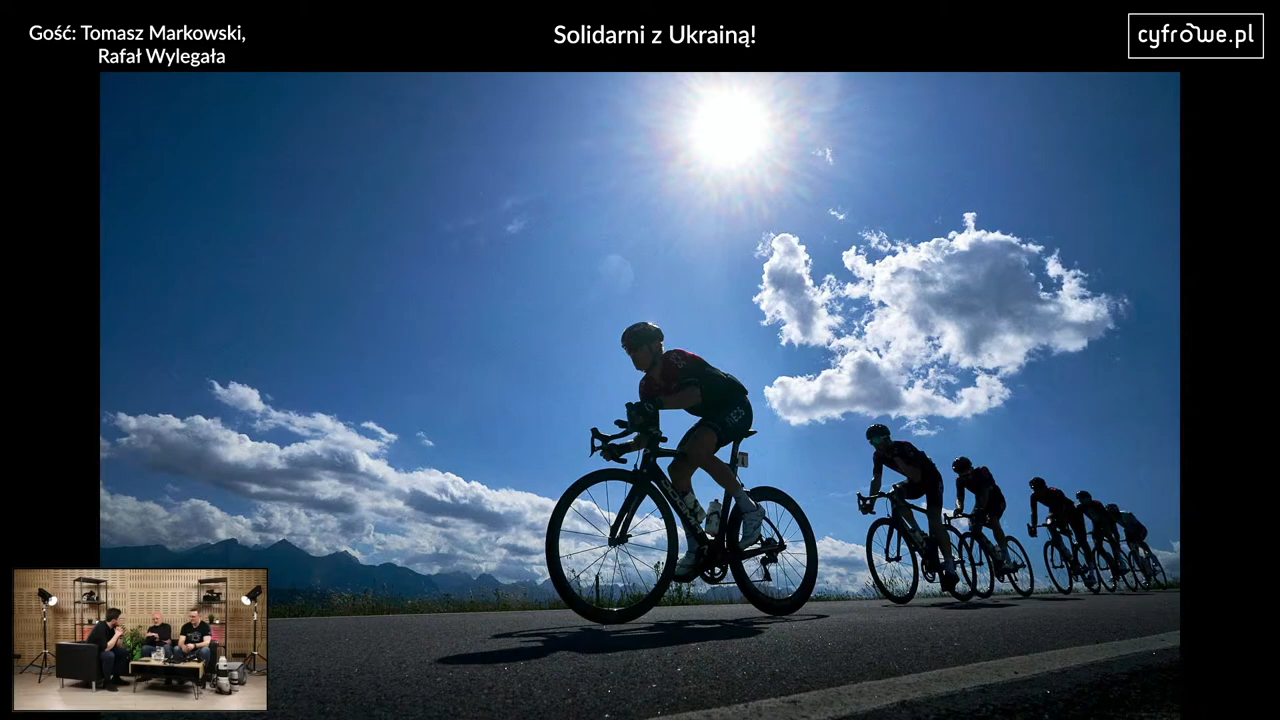 Gość: Tomasz Markowski,
Rafał Wylegała
Solidarni z Ukrainą!
cyfrowe.pl